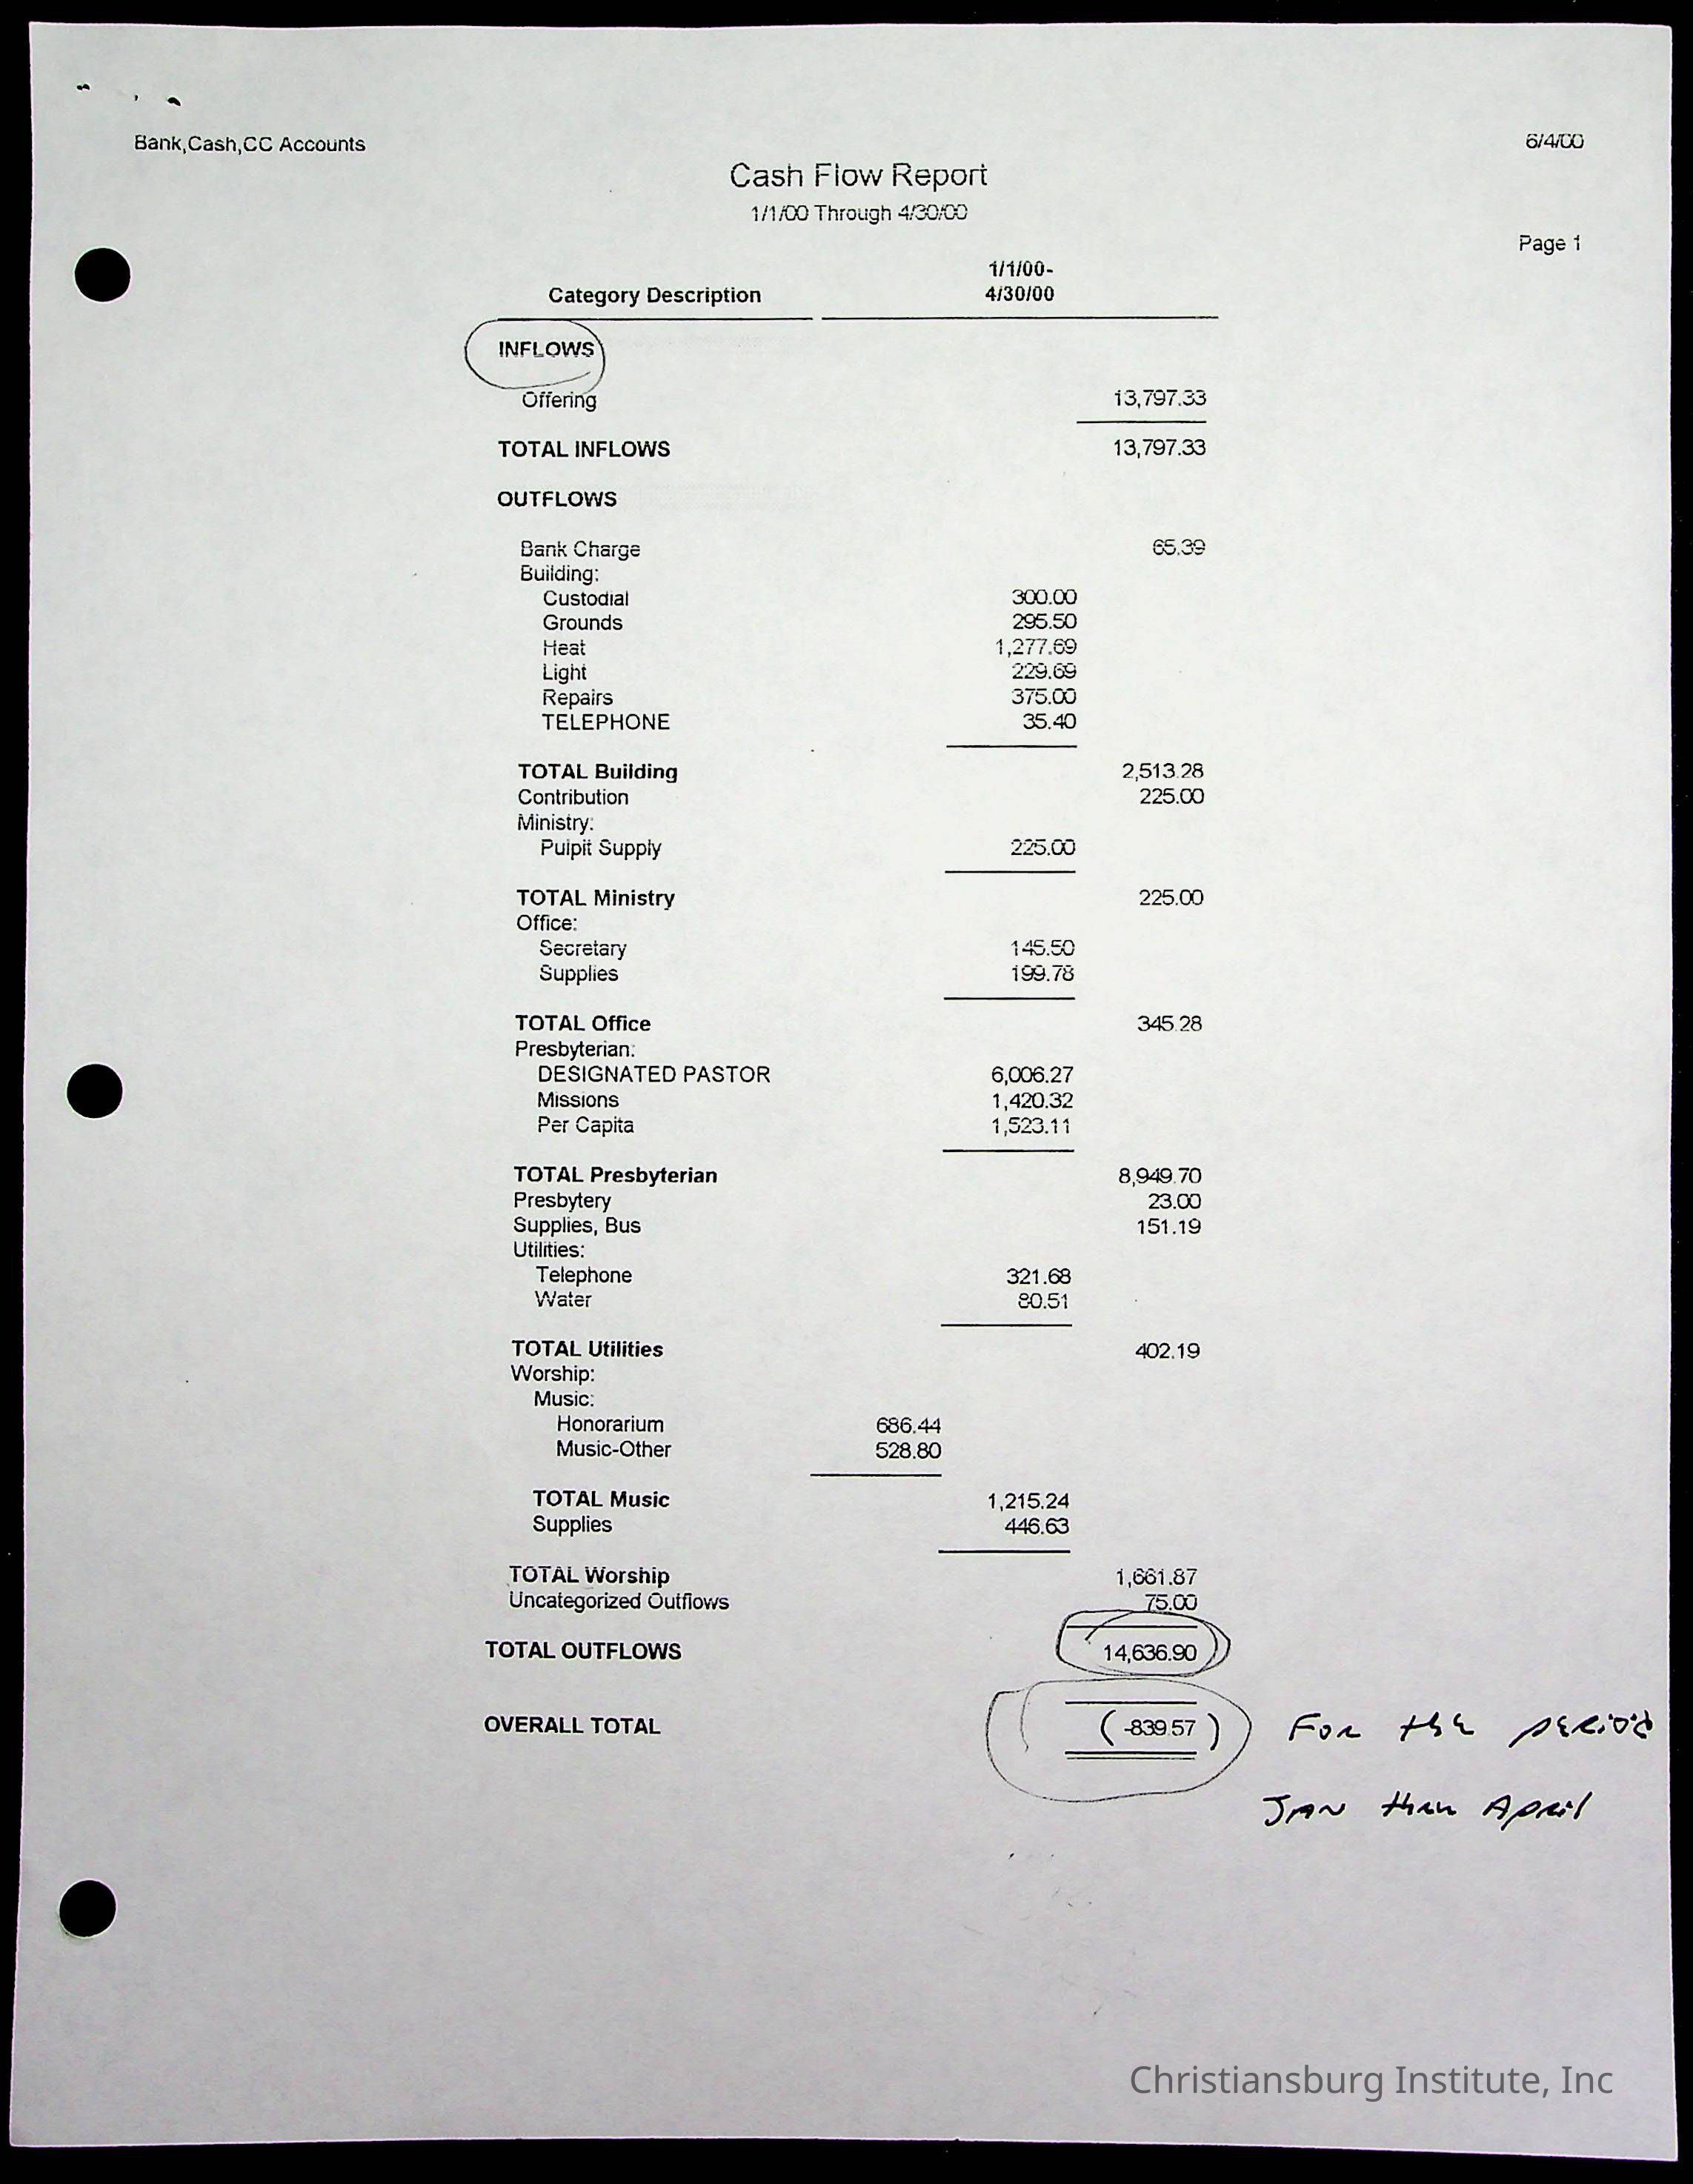 Bank,Cash,CC Accounts 6/4/00
Cash Flow Report
1/1/00 Through 4/30/00
Page 1
1/1/00-
Category Description 4/30/00
INFLOWS
Offering 13,797.33
TOTAL INFLOWS 13,797.33
OUTFLOWS
Bank Charge 65.39
Building:
Custodial 300.00
Grounds 295.50
Heat 1,277.69
Light 229.69
Repairs 375.00
TELEPHONE 35.40
TOTAL Building 2,513.28
Contribution 225.00
Ministry:
Pulpit Supply 225.00
TOTAL Ministry 225.00
Office:
Secretary 145.50
Supplies 199.78
TOTAL Office 345.28
Presbyterian:
DESIGNATED PASTOR 6,006.27
Missions 1,420.32
Per Capita 1,523.11
TOTAL Presbyterian 8,949.70
Presbytery 23.00
Supplies, Bus 151.19
Utilities:
Telephone 321.68
Water 80.51
TOTAL Utilities 402.19
Worship:
Music:
Honorarium 686.44
Music-Other 528.80
TOTAL Music 1,215.24
Supplies 446.63
TOTAL Worship 1,661.87
Uncategorized Outflows 75.00
TOTAL OUTFLOWS 14,636.90
OVERALL TOTAL (-839.57) For the period
JAN thru April
Christiansburg Institute, Inc